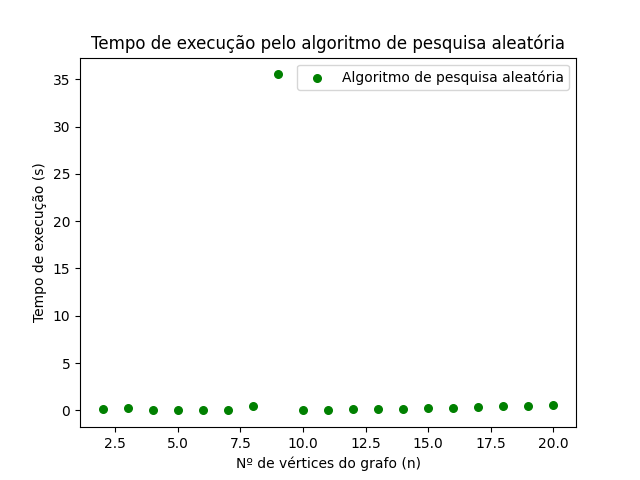 Tempo de execução pelo algoritmo de pesquisa aleatória
Algoritmo de pesquisa aleatória
35
30
25
20
15
10
5
0
Tempo de execução (s)
2.5 5.0 7.5 10.0 12.5 15.0 17.5 20.0
Nº de vértices do grafo (n)